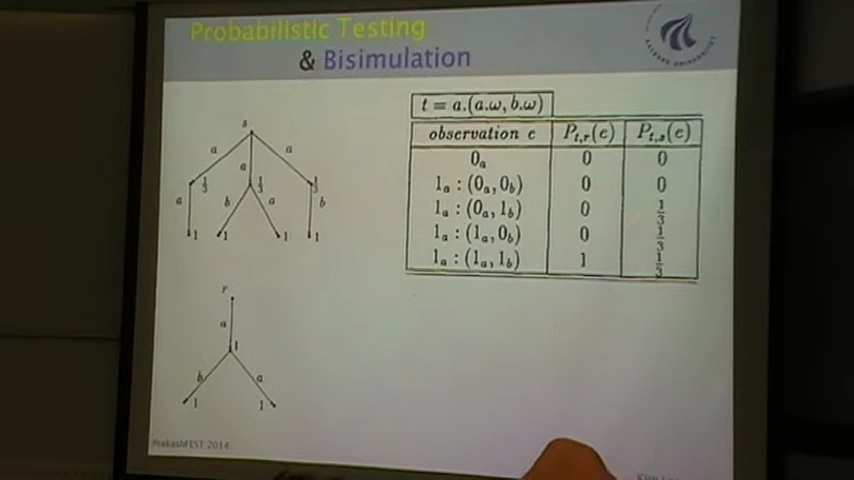 Probabilistic Testing
& Bisimulation
s
a
a
a
1/3
1/3
1/3
a
b
a
b
1
1
1
1
r
a
1
b
a
1
1
t = a.(a.ω, b.ω)
observation e P_{t,r}(e) P_{t,s}(e)
0_a 0 0
1_a : (0_a, 0_b) 0 0
1_a : (0_a, 1_b) 0 1/3
1_a : (1_a, 0_b) 0 1/3
1_a : (1_a, 1_b) 1 1/3
PrakashFEST 2014